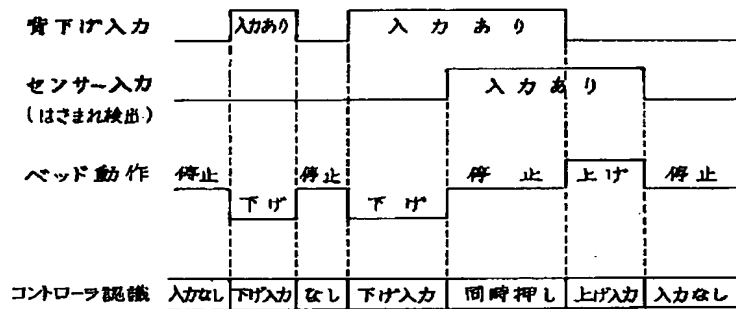 背下げ入力 入力あり 入力あり
センサー入力 入力あり
(はさまれ検出)
ベッド動作 停止 下げ 停止 下げ 停止 上げ 停止
コントローラ認識 入力なし 下げ入力 なし 下げ入力 同時押し 上げ入力 入力なし